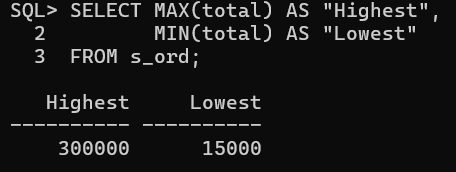 SQL> SELECT MAX(total) AS "Highest",
  2         MIN(total) AS "Lowest"
  3  FROM s_ord;

   Highest     Lowest
---------- ----------
    300000      15000